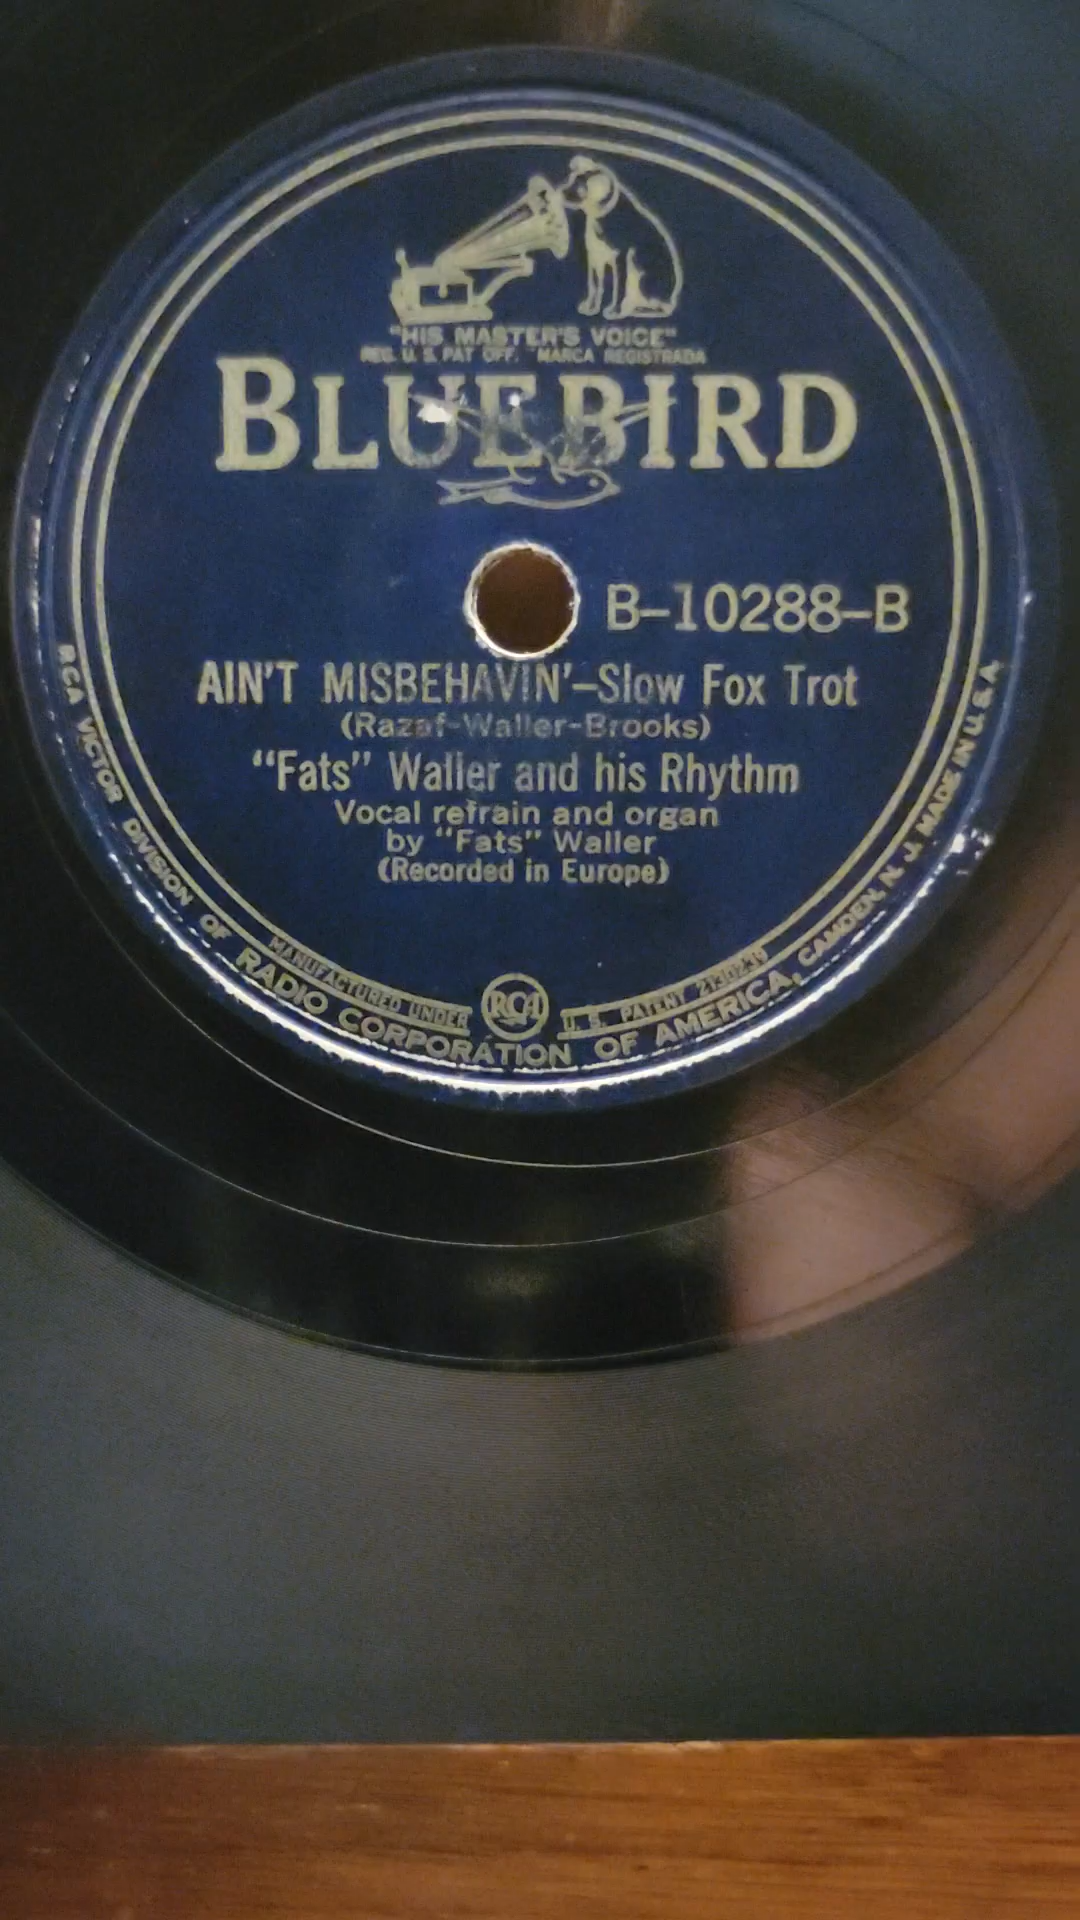 "HIS MASTER'S VOICE"
REG. U. S. PAT. OFF. MARCA REGISTRADA
BLUEBIRD
B-10288-B
AIN'T MISBEHAVIN'-Slow Fox Trot
(Razaf-Waller-Brooks)
"Fats" Waller and his Rhythm
Vocal refrain and organ
by "Fats" Waller
(Recorded in Europe)
MANUFACTURED UNDER RCA U. S. PATENT 2130239
RCA VICTOR DIVISION OF RADIO CORPORATION OF AMERICA, CAMDEN, N. J. MADE IN U. S. A.